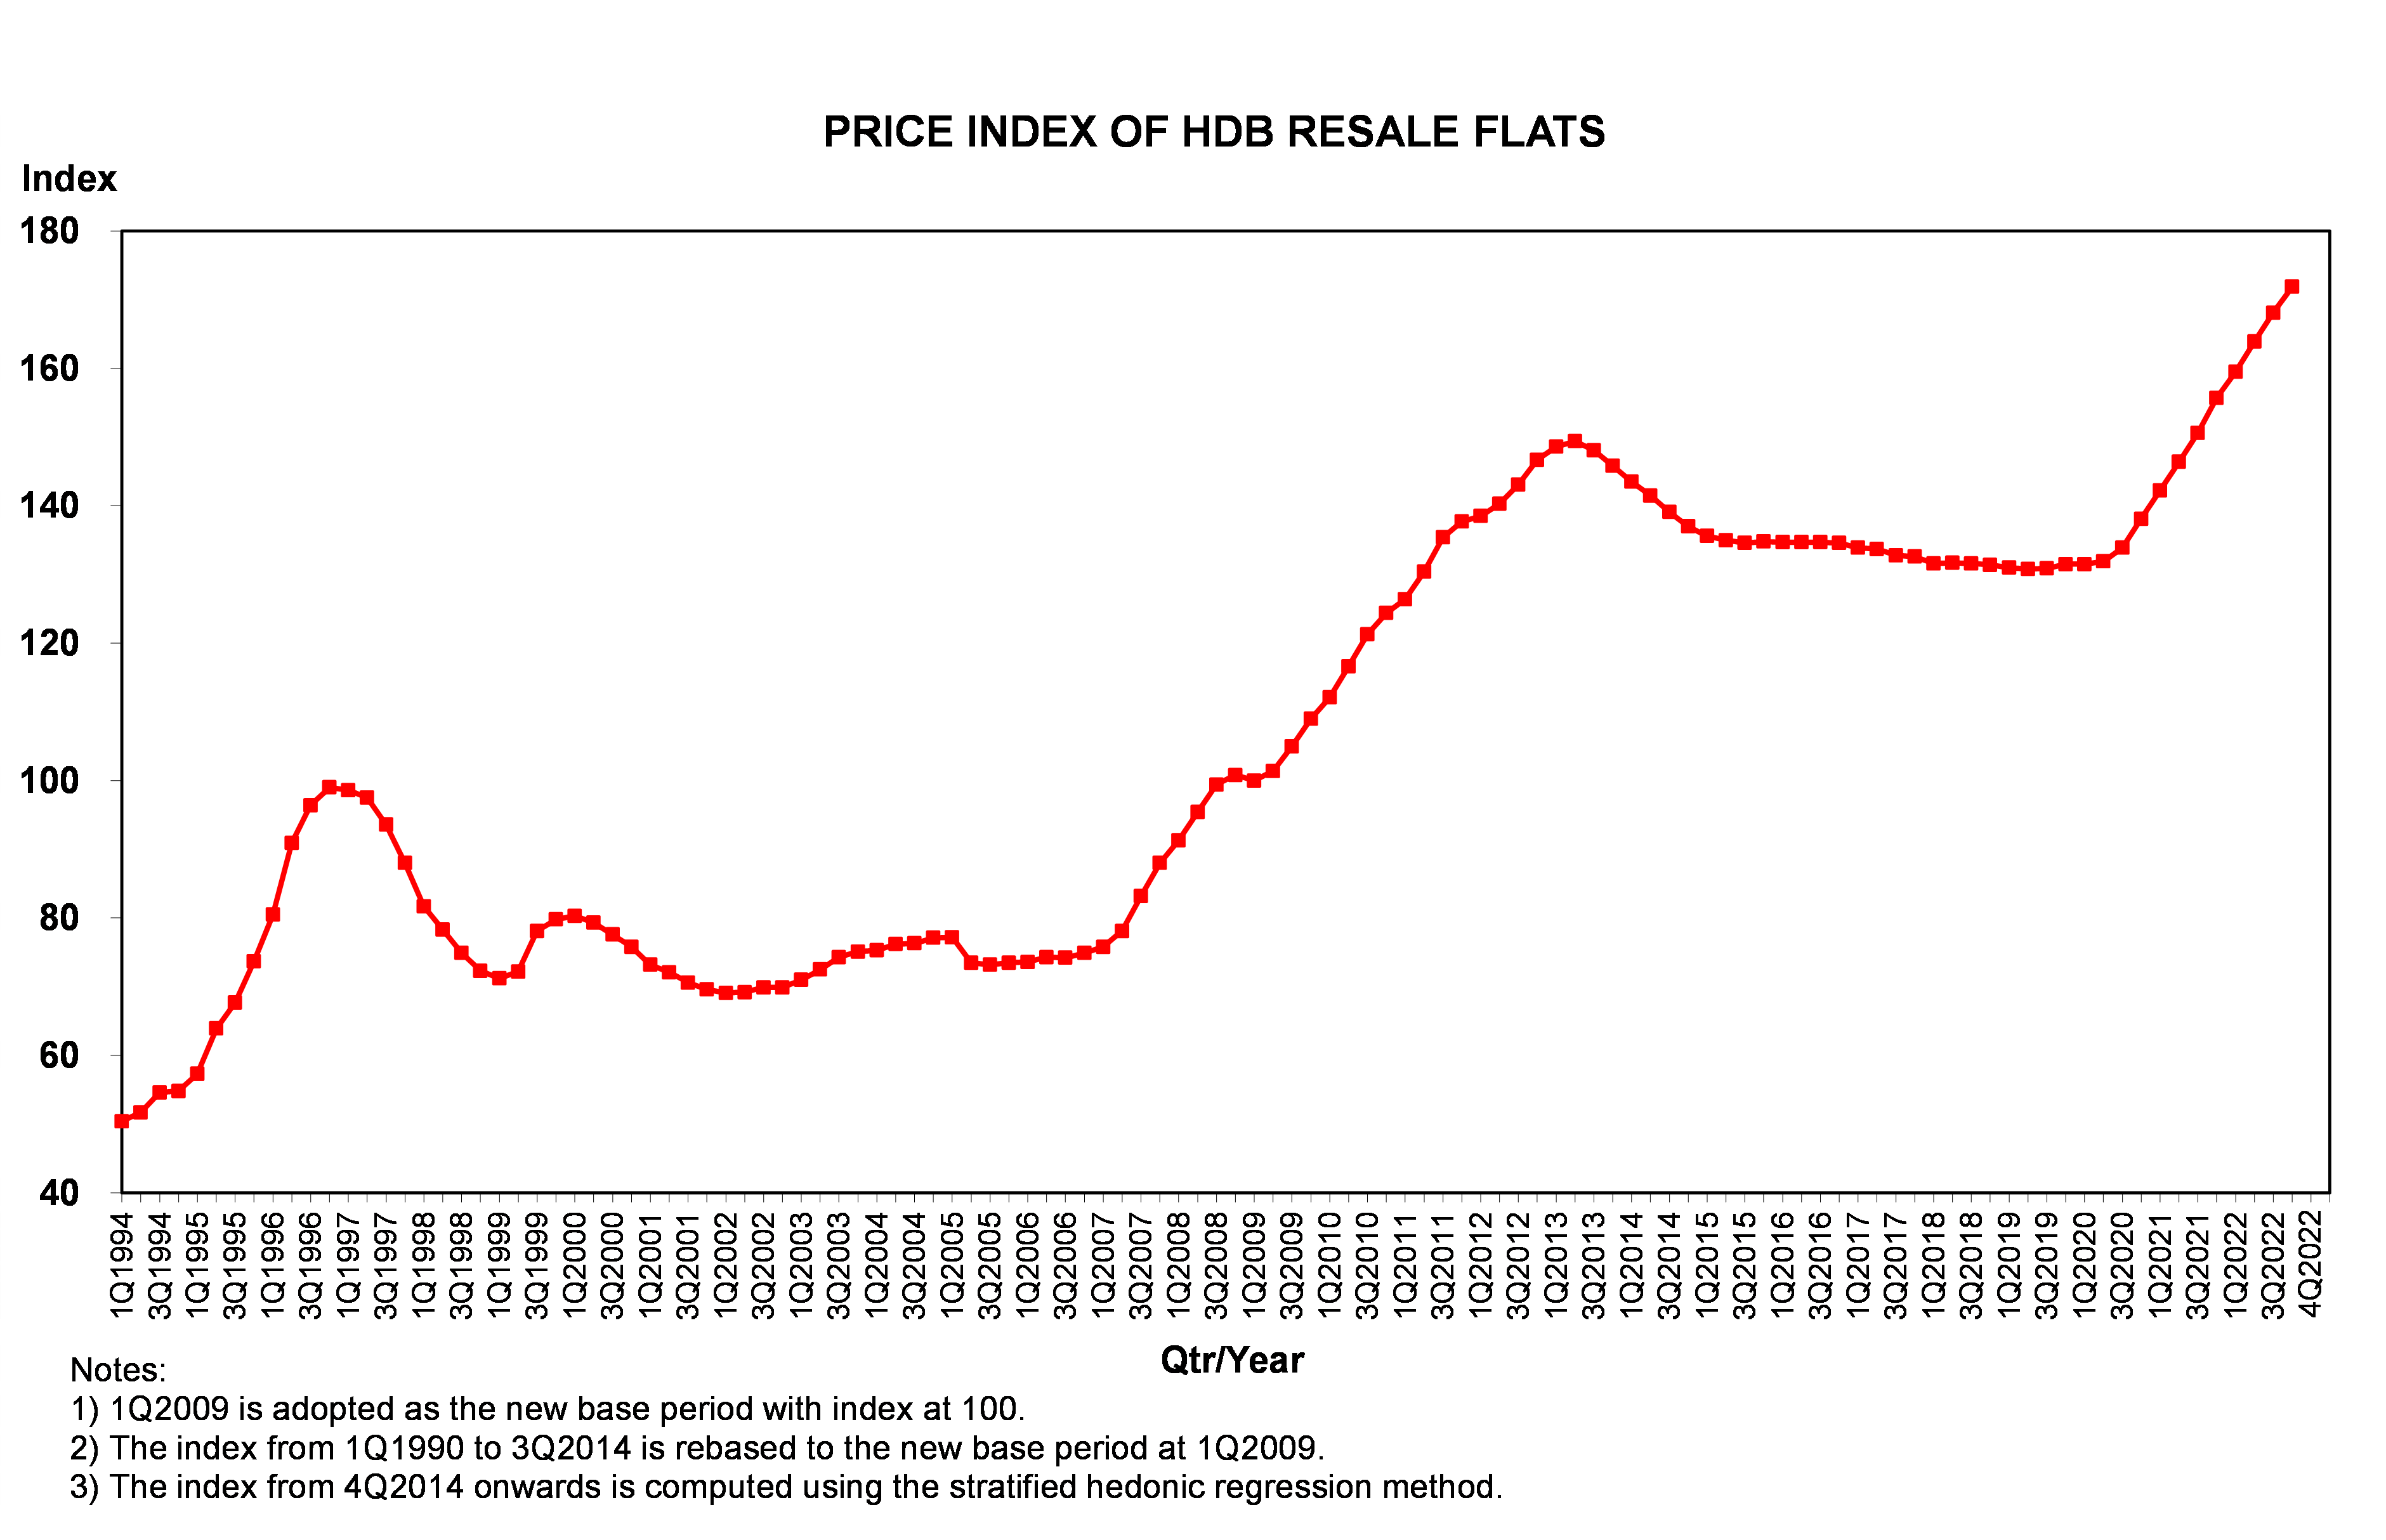 PRICE INDEX OF HDB RESALE FLATS
Index
180
160
140
120
100
80
60
40
1Q1994
3Q1994
1Q1995
3Q1995
1Q1996
3Q1996
1Q1997
3Q1997
1Q1998
3Q1998
1Q1999
3Q1999
1Q2000
3Q2000
1Q2001
3Q2001
1Q2002
3Q2002
1Q2003
3Q2003
1Q2004
3Q2004
1Q2005
3Q2005
1Q2006
3Q2006
1Q2007
3Q2007
1Q2008
3Q2008
1Q2009
3Q2009
1Q2010
3Q2010
1Q2011
3Q2011
1Q2012
3Q2012
1Q2013
3Q2013
1Q2014
3Q2014
1Q2015
3Q2015
1Q2016
3Q2016
1Q2017
3Q2017
1Q2018
3Q2018
1Q2019
3Q2019
1Q2020
3Q2020
1Q2021
3Q2021
1Q2022
3Q2022
4Q2022
Qtr/Year
Notes:
1) 1Q2009 is adopted as the new base period with index at 100.
2) The index from 1Q1990 to 3Q2014 is rebased to the new base period at 1Q2009.
3) The index from 4Q2014 onwards is computed using the stratified hedonic regression method.